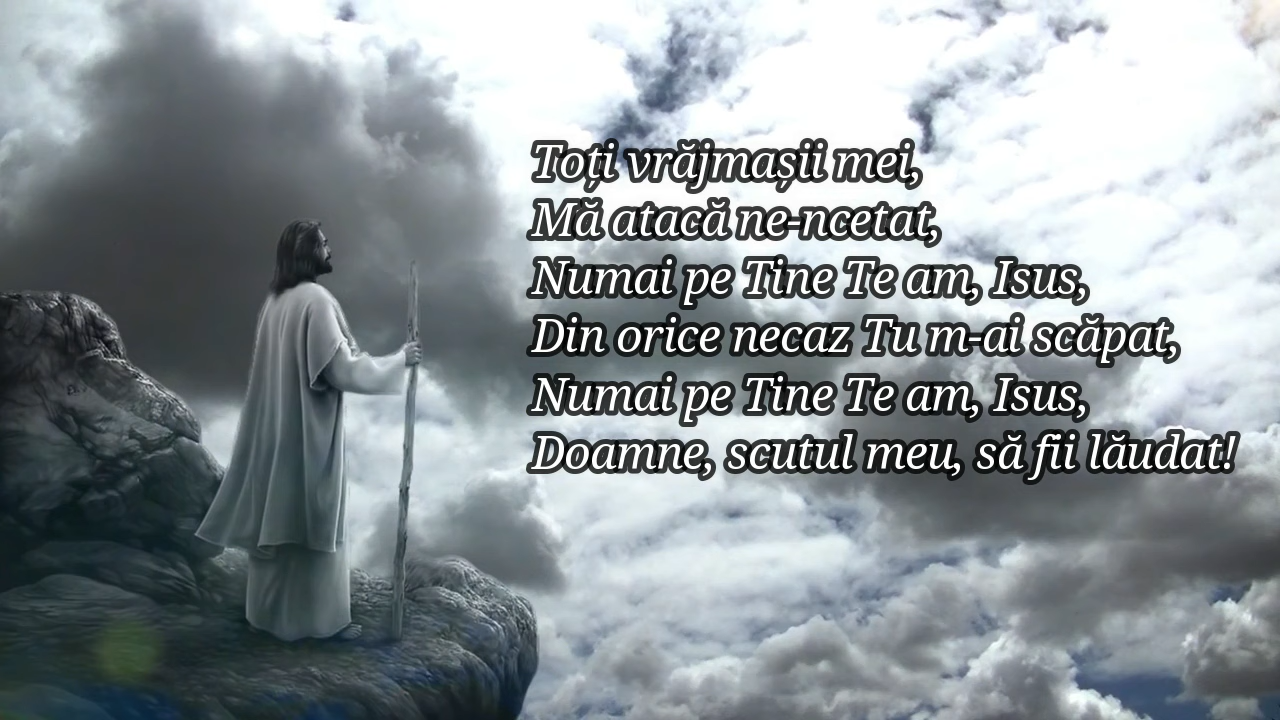 Toți vrăjmașii mei,
Mă atacă ne-ncetat,
Numai pe Tine Te am, Isus,
Din orice necaz Tu m-ai scăpat,
Numai pe Tine Te am, Isus,
Doamne, scutul meu, să fii lăudat!